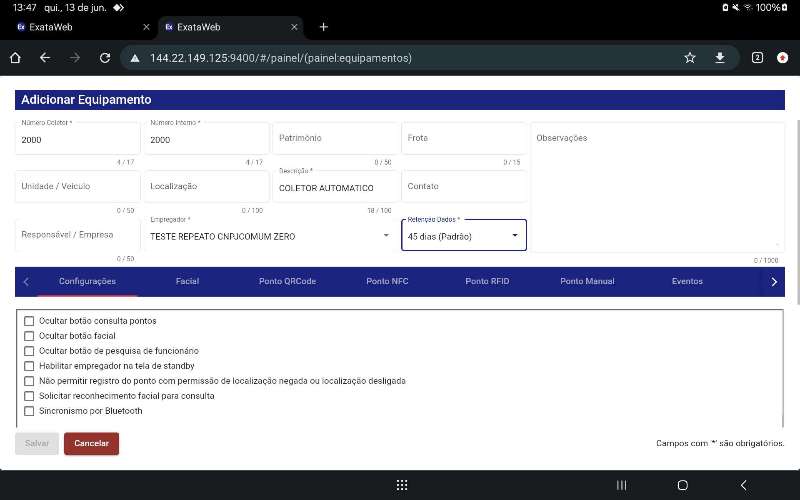 13:47 qui., 13 de jun. 100%
Ex ExataWeb Ex ExataWeb
144.22.149.125:9400/#/painel/(painel:equipamentos) 2
Adicionar Equipamento
Número Coletor * Número Interno *
2000 2000 Patrimônio Frota Observações
4 / 17 4 / 17 0 / 50 0 / 15
Descrição *
Unidade / Veículo Localização COLETOR AUTOMATICO Contato
0 / 50 0 / 100 18 / 100
Empregador * Retenção Dados *
Responsável / Empresa TESTE REPEATO CNPJCOMUM ZERO 45 dias (Padrão)
0 / 50 0 / 1000
Configurações Facial Ponto QRCode Ponto NFC Ponto RFID Ponto Manual Eventos
Ocultar botão consulta pontos
Ocultar botão facial
Ocultar botão de pesquisa de funcionário
Habilitar empregador na tela de standby
Não permitir registro do ponto com permissão de localização negada ou localização desligada
Solicitar reconhecimento facial para consulta
Sincronismo por Bluetooth
Salvar Cancelar Campos com '*' são obrigatórios.